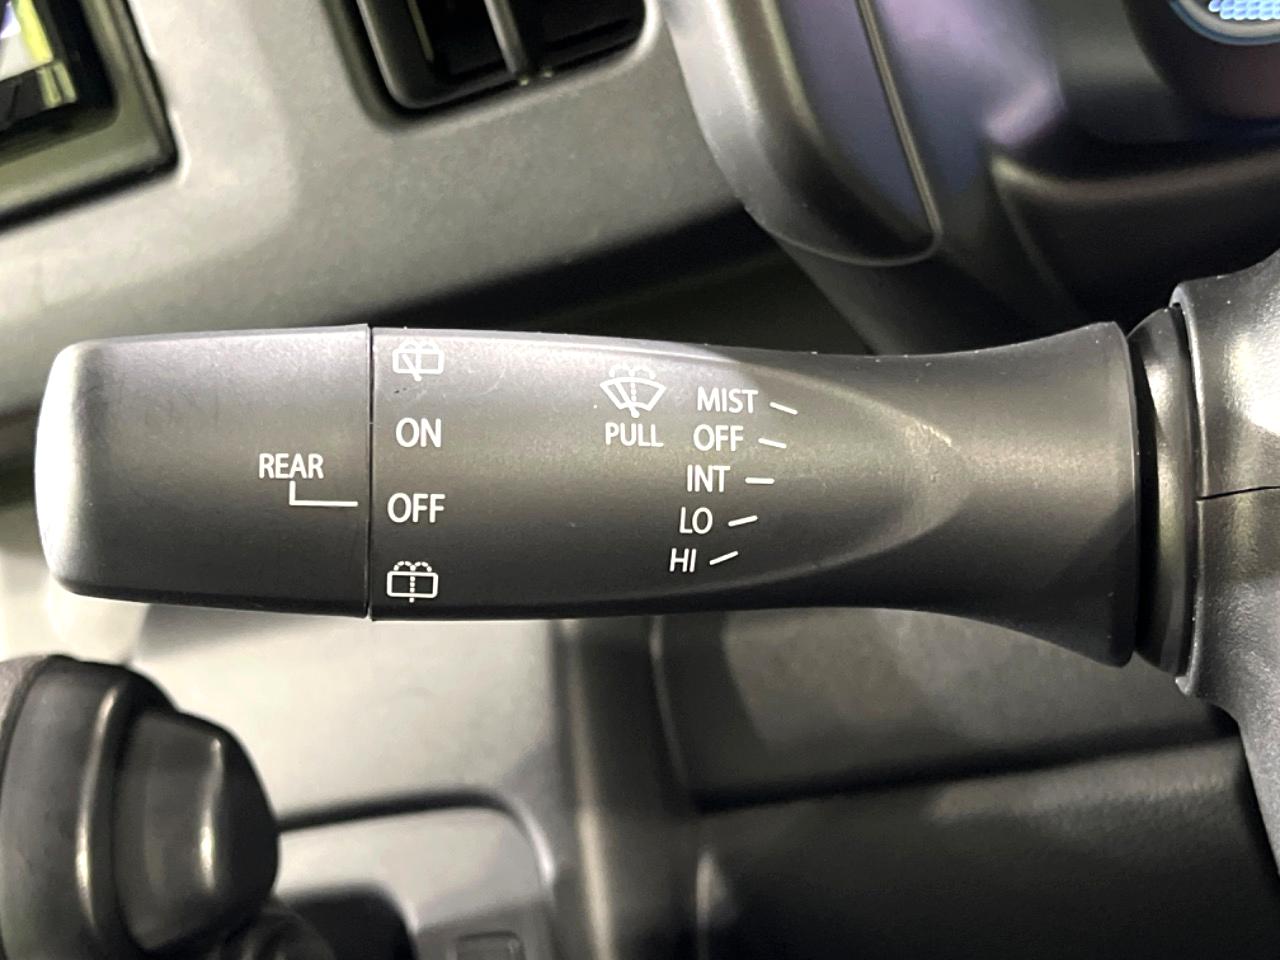 REAR
ON
OFF
PULL
MIST
OFF
INT
LO
HI